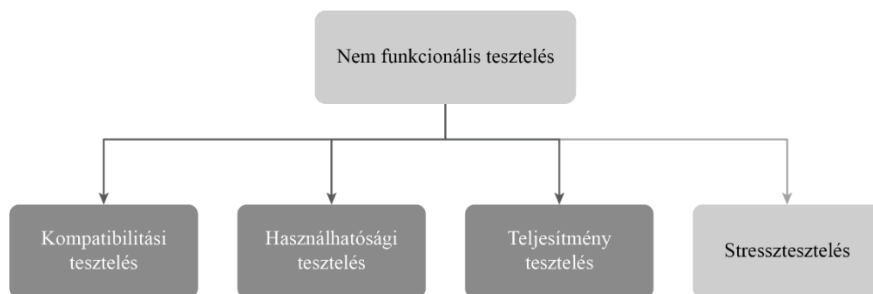 Nem funkcionális tesztelés
Kompatibilitási
tesztelés
Használhatósági
tesztelés
Teljesítmény
tesztelés
Stressztesztelés